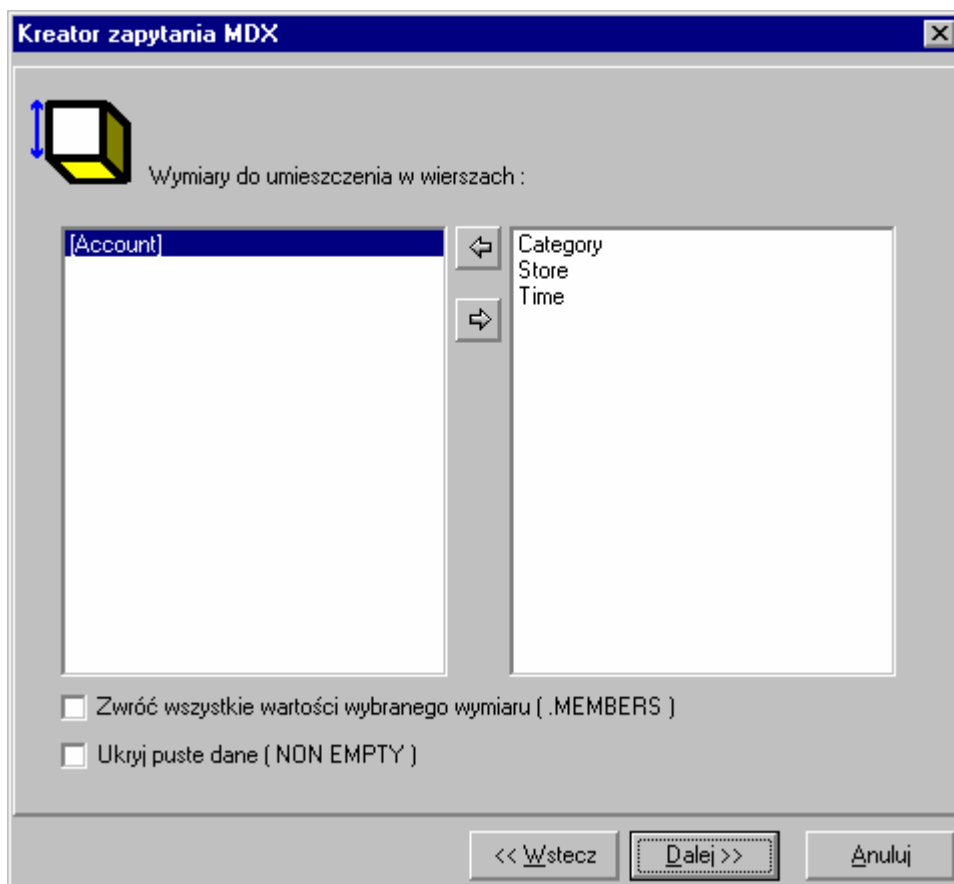 Kreator zapytania MDX
Wymiary do umieszczenia w wierszach :
[Account]
Category
Store
Time
Zwróć wszystkie wartości wybranego wymiaru ( .MEMBERS )
Ukryj puste dane ( NON EMPTY )
<< Wstecz
Dalej >>
Anuluj